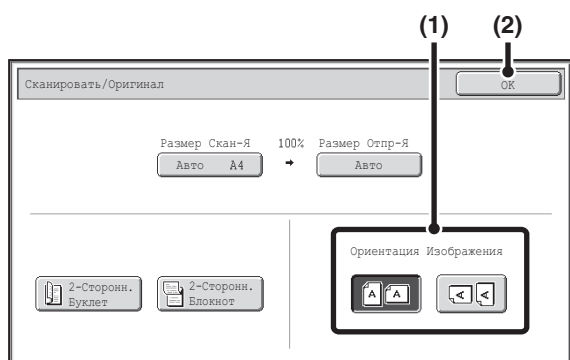 (1) (2)
Сканировать/Оригинал OK
Размер Скан-Я 100% Размер Отпр-Я
Авто A4 Авто
Ориентация Изображения
2-Сторонн.
Буклет
2-Сторонн.
Блокнот
A A A A